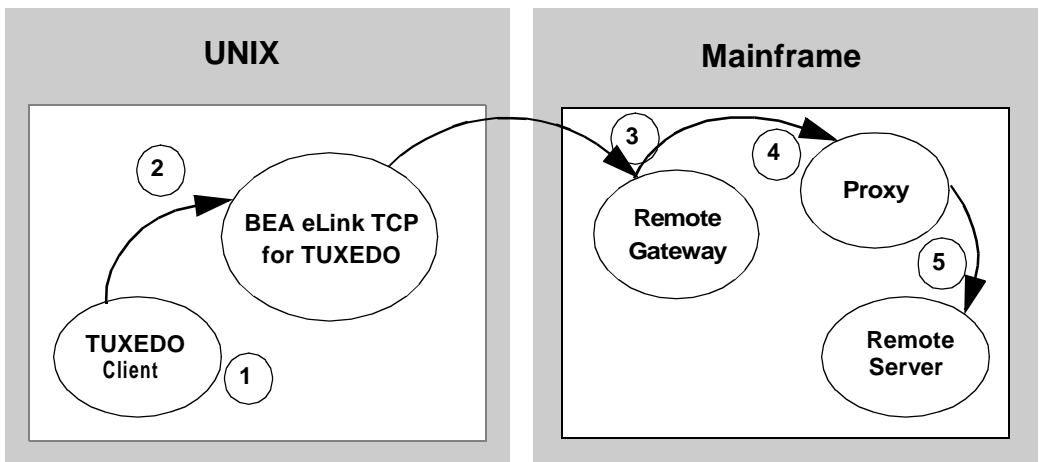 UNIX
2
BEA eLink TCP
for TUXEDO
TUXEDO
Client
1
Mainframe
3
4
Remote
Gateway
Proxy
5
Remote
Server